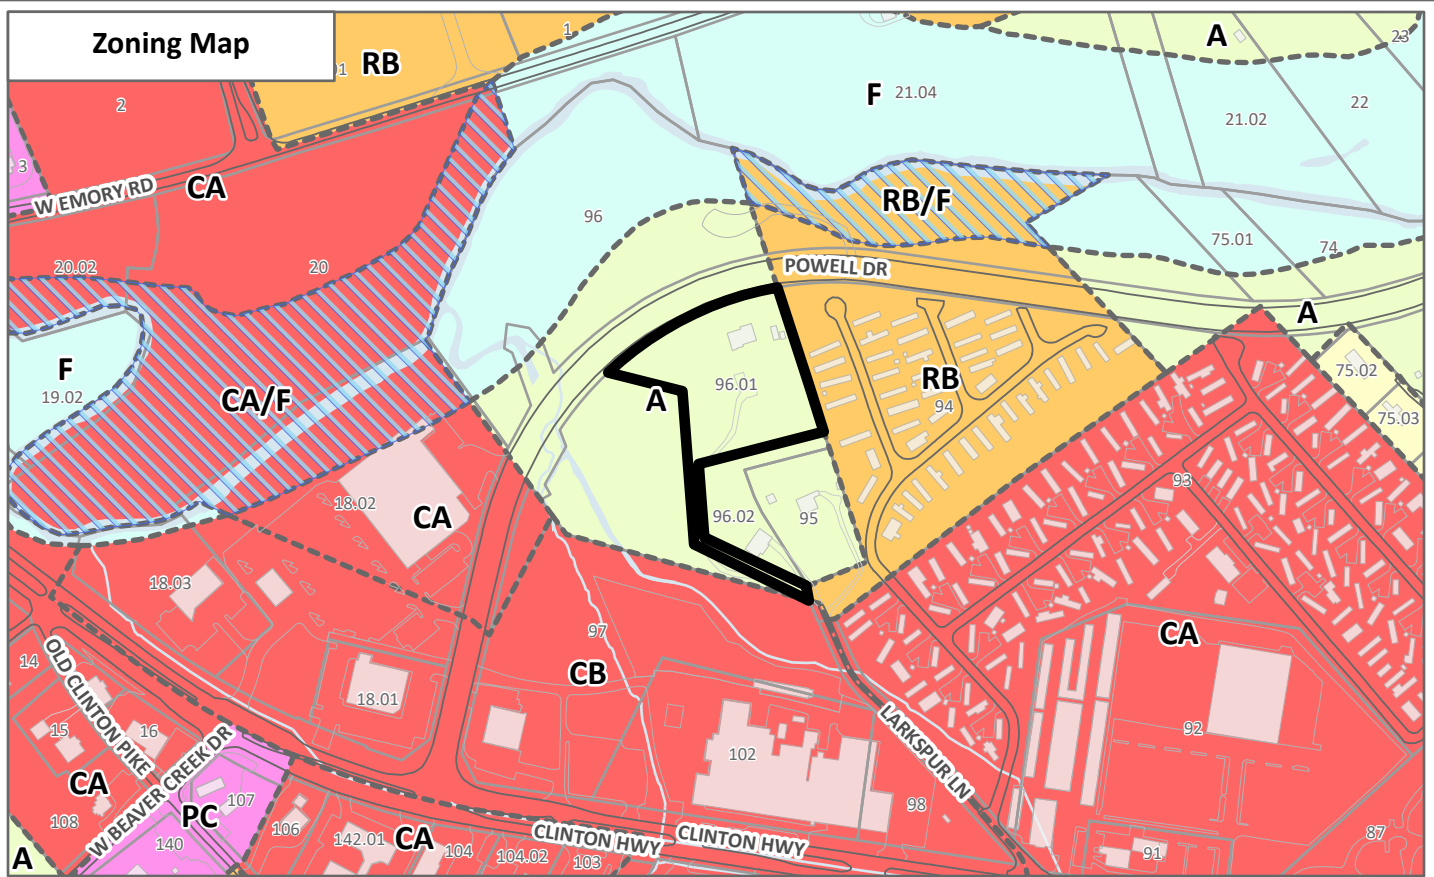 Zoning Map
1
A
23
91
RB
2
F
21.04
22
21.02
3
W EMORY RD
CA
RB/F
96
75.01
74
20.02
20
POWELL DR
A
F
19.02
CA/F
A
96.01
RB
94
75.02
75.03
93
18.02
CA
96.02
95
18.03
14
OLD CLINTON PIKE
97
CB
CA
18.01
15
16
W BEAVER CREEK DR
LARKSPUR LN
92
102
CA
108
PC
107
106
98
140
142.01
CA
104
104.02
103
CLINTON HWY
CLINTON HWY
91
87
A